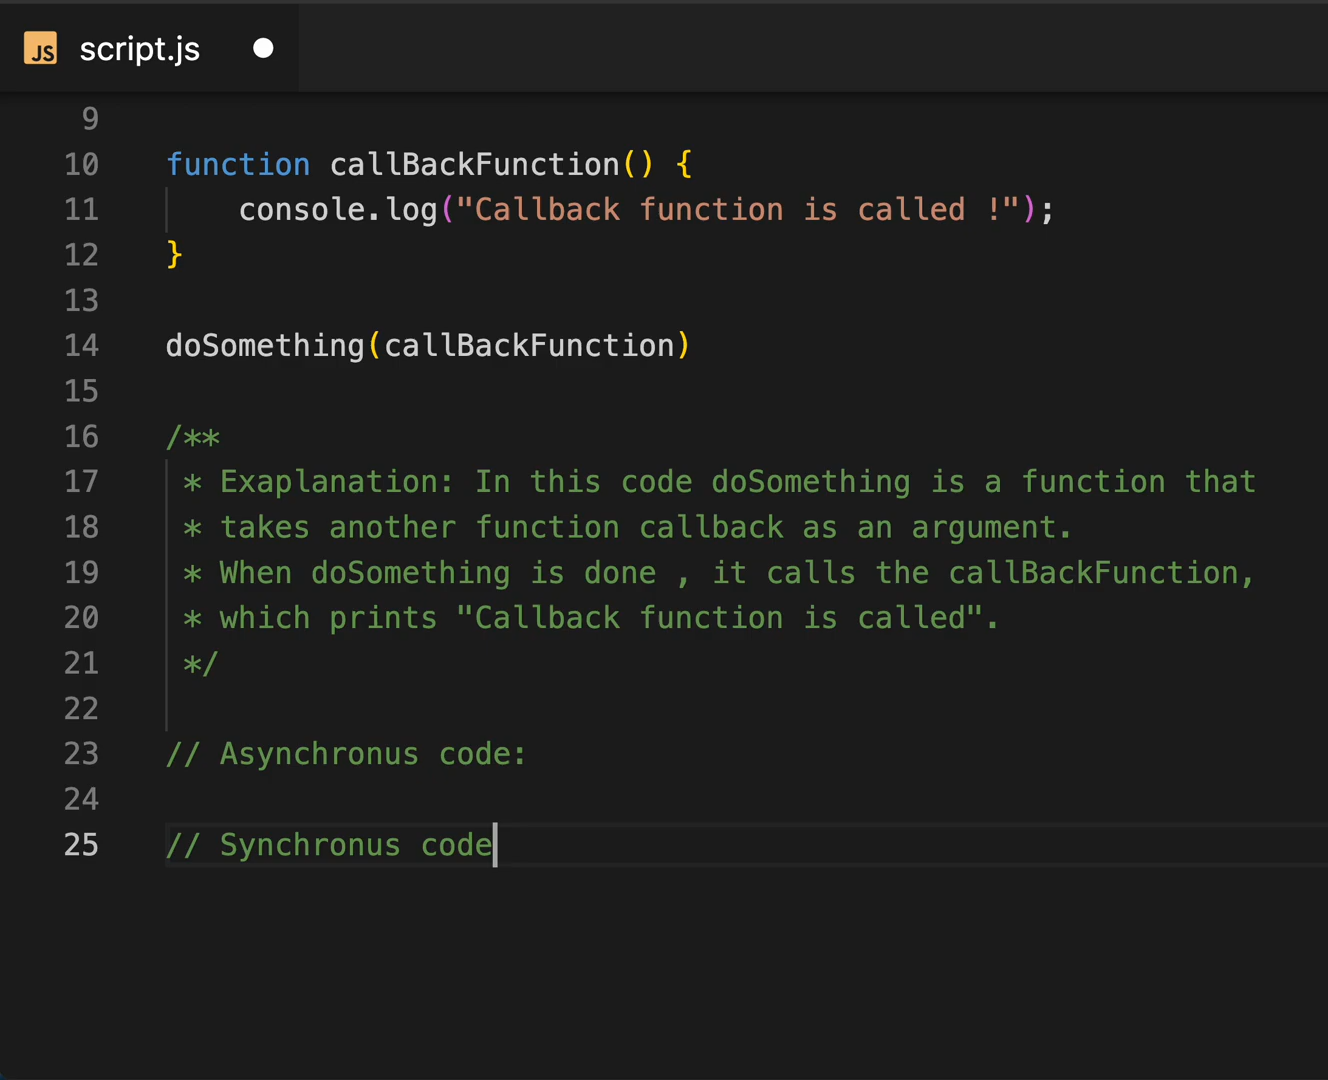 JS script.js
9
10 function callBackFunction() {
11 console.log("Callback function is called !");
12 }
13
14 doSomething(callBackFunction)
15
16 /**
17 * Exaplanation: In this code doSomething is a function that
18 * takes another function callback as an argument.
19 * When doSomething is done , it calls the callBackFunction,
20 * which prints "Callback function is called".
21 */
22
23 // Asynchronus code:
24
25 // Synchronus code